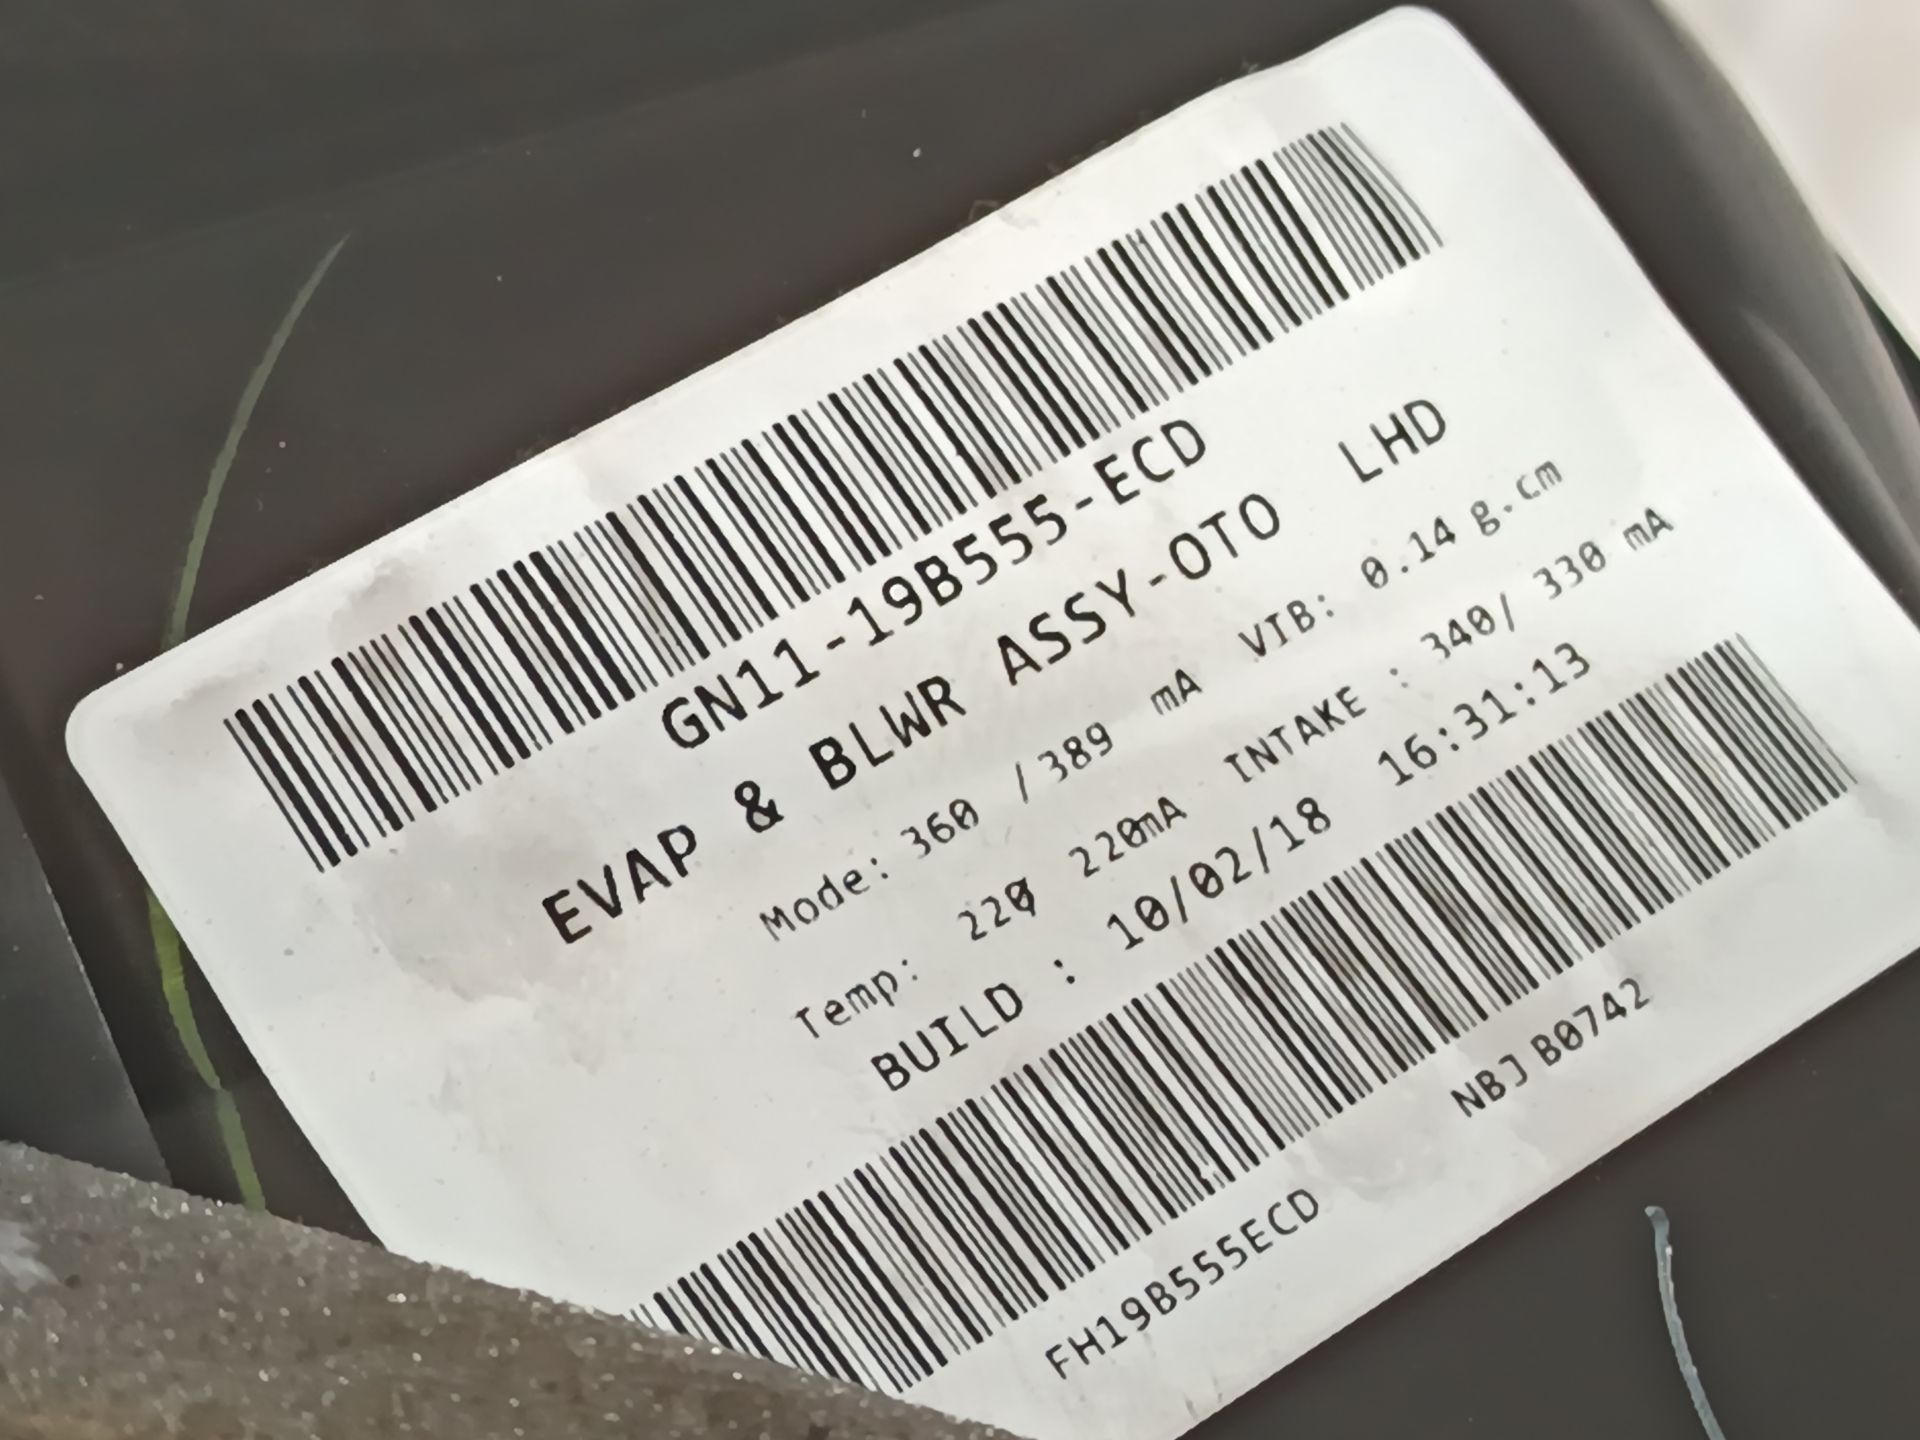 GN11-19B555-ECD
EVAP & BLWR ASSY-OTO LHD
Mode: 360 /389 mA VIB: 0.14 g.cm
Temp: 220 220mA INTAKE : 340/ 330 mA
BUILD : 10/02/18 16:31:13
FH19B555ECD NBJ B0742